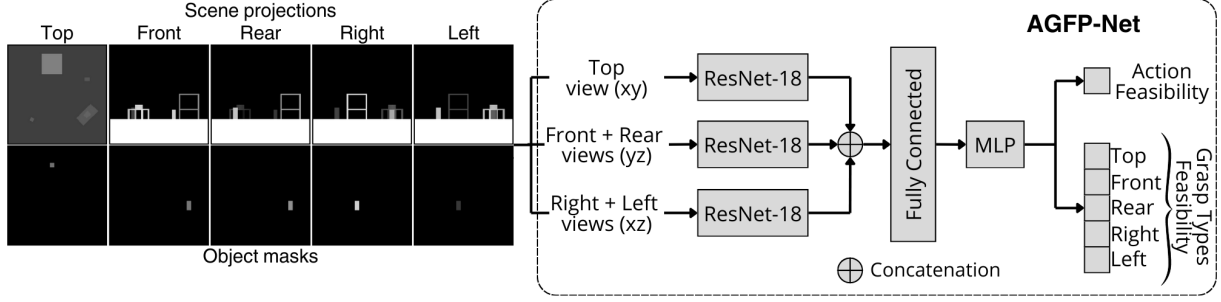 Scene projections
Top
Front
Rear
Right
Left
Object masks
AGFP-Net
Top
view (xy)
ResNet-18
Front + Rear
views (yz)
ResNet-18
Right + Left
views (xz)
ResNet-18
Fully Connected
MLP
Action
Feasibility
Top
Front
Rear
Right
Left
Grasp Types
Feasibility
Concatenation